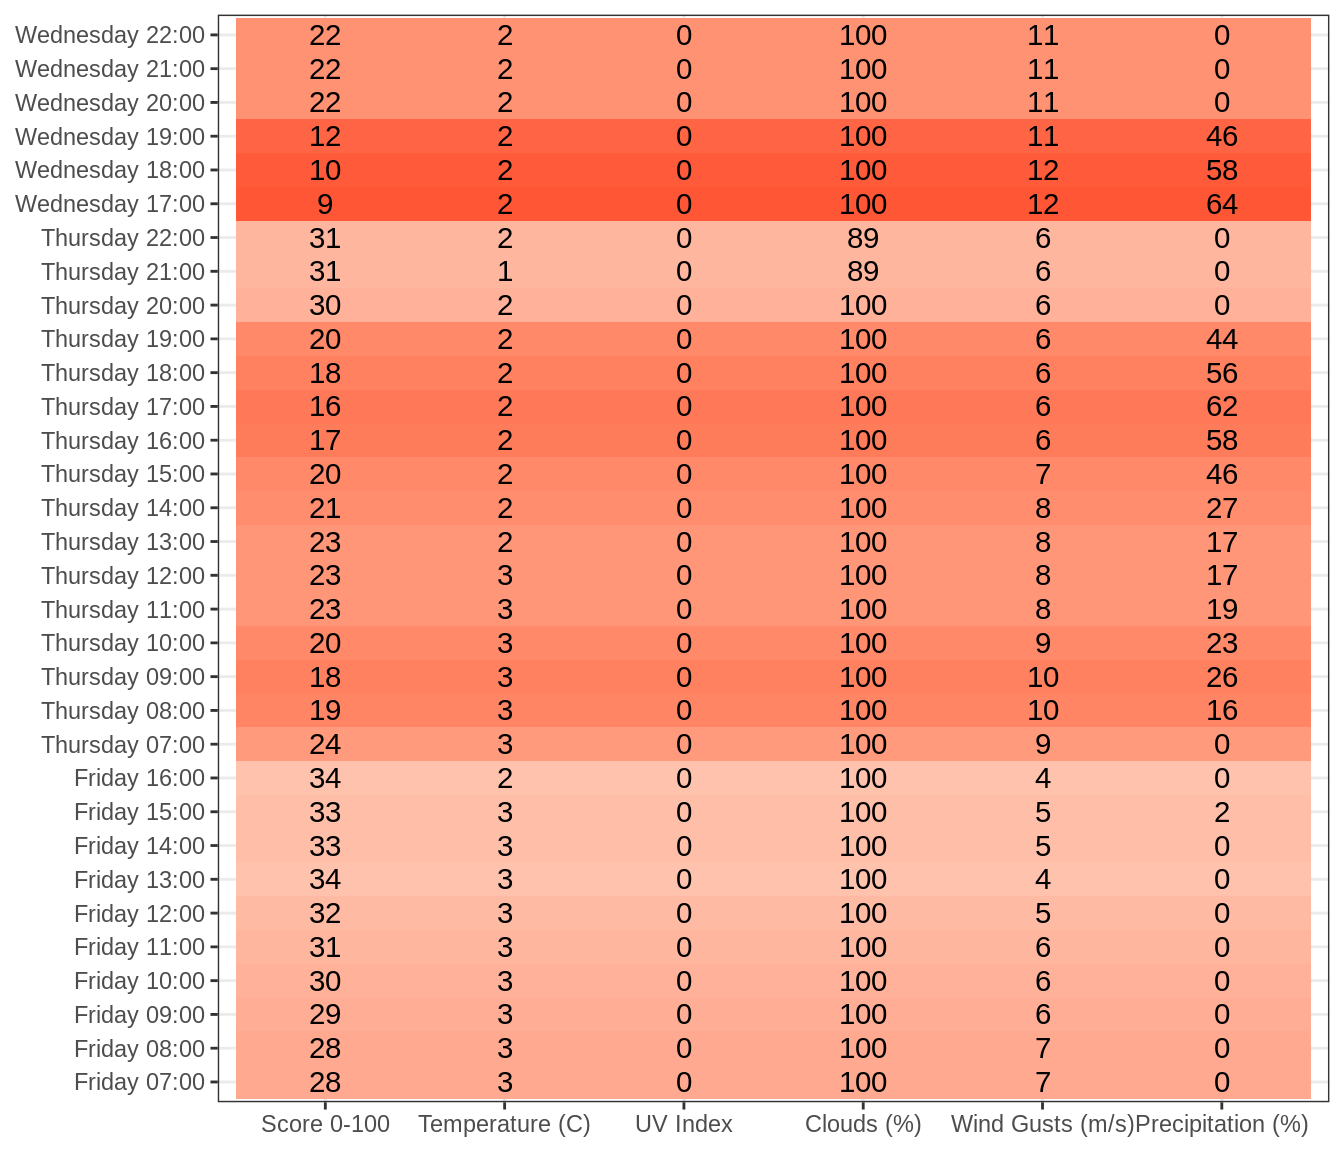 Wednesday 22:00 22 2 0 100 11 0
Wednesday 21:00 22 2 0 100 11 0
Wednesday 20:00 22 2 0 100 11 0
Wednesday 19:00 12 2 0 100 11 46
Wednesday 18:00 10 2 0 100 12 58
Wednesday 17:00 9 2 0 100 12 64
Thursday 22:00 31 2 0 89 6 0
Thursday 21:00 31 1 0 89 6 0
Thursday 20:00 30 2 0 100 6 0
Thursday 19:00 20 2 0 100 6 44
Thursday 18:00 18 2 0 100 6 56
Thursday 17:00 16 2 0 100 6 62
Thursday 16:00 17 2 0 100 6 58
Thursday 15:00 20 2 0 100 7 46
Thursday 14:00 21 2 0 100 8 27
Thursday 13:00 23 2 0 100 8 17
Thursday 12:00 23 3 0 100 8 17
Thursday 11:00 23 3 0 100 8 19
Thursday 10:00 20 3 0 100 9 23
Thursday 09:00 18 3 0 100 10 26
Thursday 08:00 19 3 0 100 10 16
Thursday 07:00 24 3 0 100 9 0
Friday 16:00 34 2 0 100 4 0
Friday 15:00 33 3 0 100 5 2
Friday 14:00 33 3 0 100 5 0
Friday 13:00 34 3 0 100 4 0
Friday 12:00 32 3 0 100 5 0
Friday 11:00 31 3 0 100 6 0
Friday 10:00 30 3 0 100 6 0
Friday 09:00 29 3 0 100 6 0
Friday 08:00 28 3 0 100 7 0
Friday 07:00 28 3 0 100 7 0
Score 0-100 Temperature (C) UV Index Clouds (%) Wind Gusts (m/s) Precipitation (%)